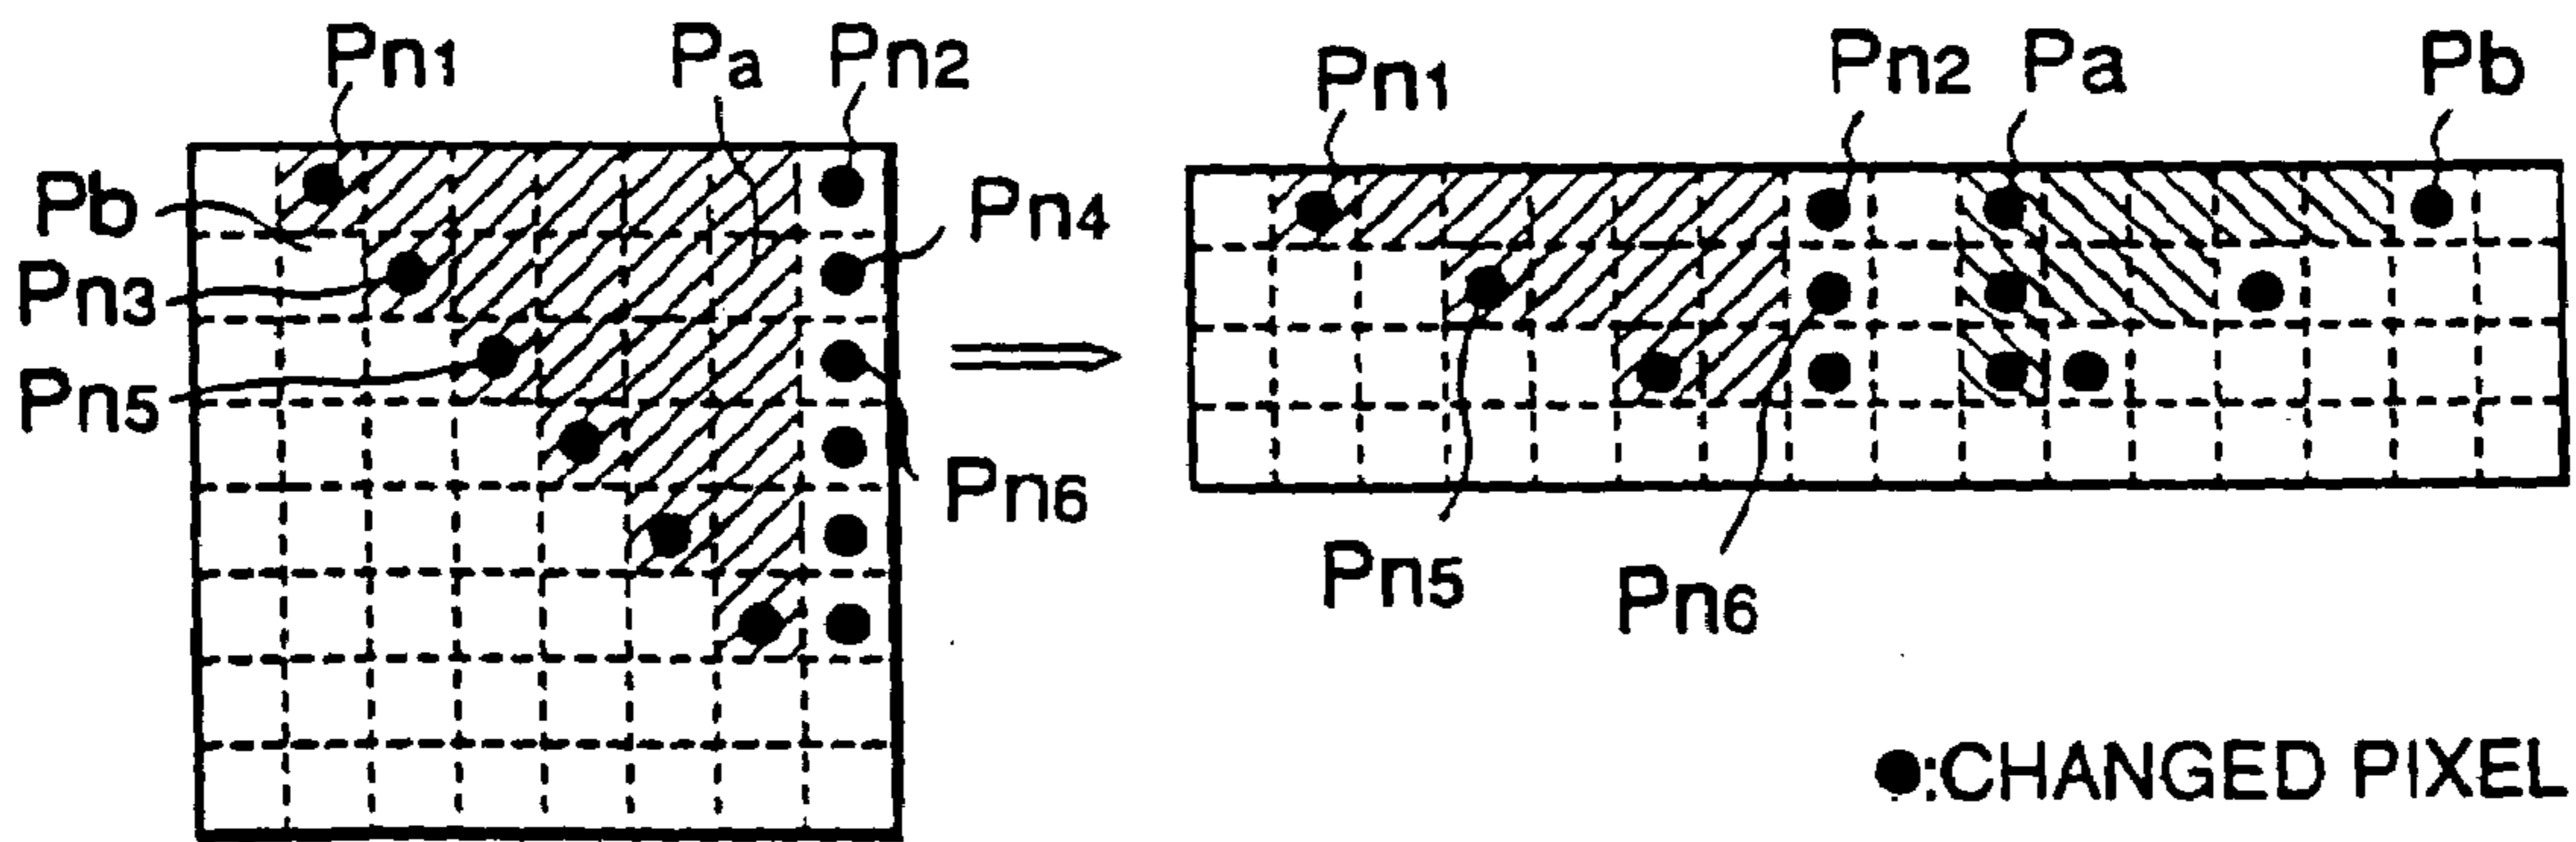 Pn1 Pa Pn2
Pb
Pn3
Pn5
Pn4
Pn6
Pn1 Pn2 Pa Pb
Pn5 Pn6
●:CHANGED PIXEL